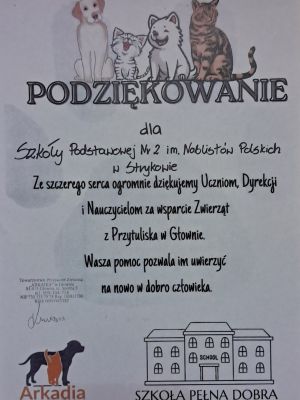 PODZIĘKOWANIE
dla
Szkoły Podstawowej Nr 2 im. Noblistów Polskich
w Strykowie
Ze szczerego serca ogromnie dziękujemy Uczniom, Dyrekcji
i Nauczycielom za wsparcie Zwierząt
z Przytuliska w Głownie.
Wasza pomoc pozwala im uwierzyć
na nowo w dobro człowieka.
SCHOOL
Arkadia
SZKOŁA PEŁNA DOBRA